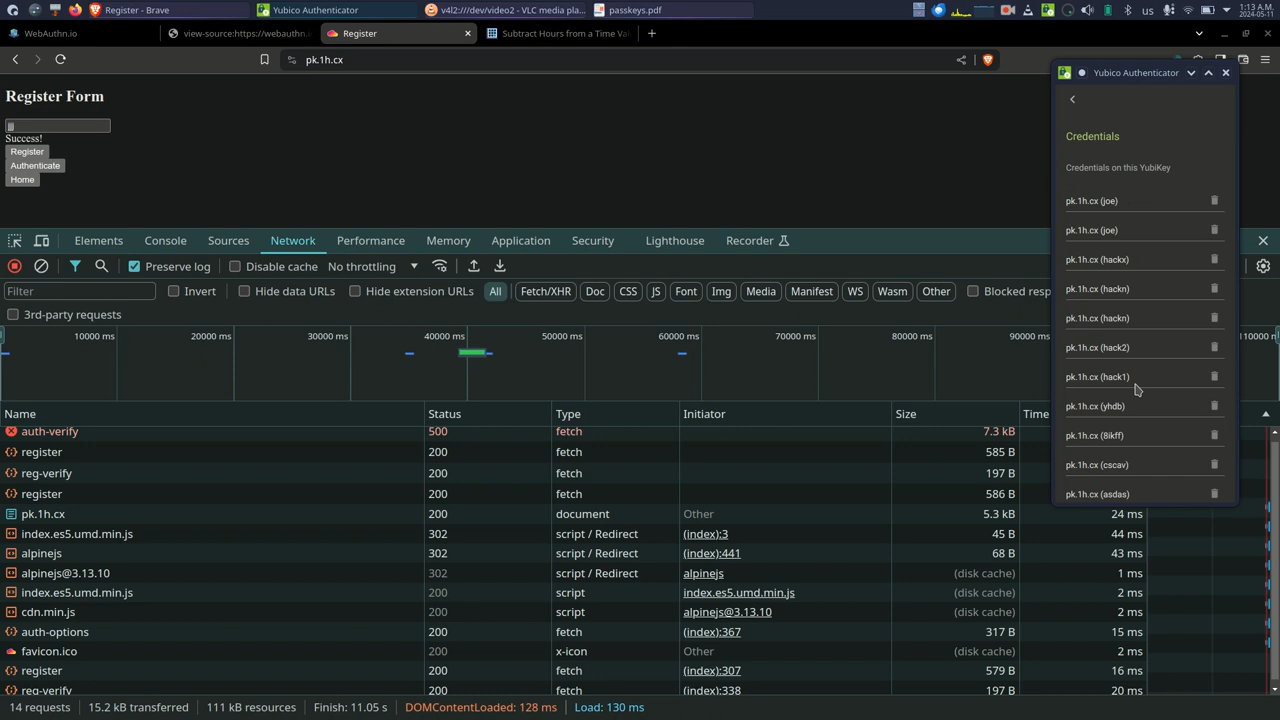 Register - Brave
Yubico Authenticator
v4l2:///dev/video2 - VLC media pla...
passkeys.pdf
us
1:13 A.M.
2024-05-11
WebAuthn.io
view-source:https://webauthn.i
Register
Subtract Hours from a Time Val
pk.1h.cx
Register Form
jjj
Success!
Register
Authenticate
Home
Elements
Console
Sources
Network
Performance
Memory
Application
Security
Lighthouse
Recorder
Preserve log
Disable cache
No throttling
Filter
Invert
Hide data URLs
Hide extension URLs
All
Fetch/XHR
Doc
CSS
JS
Font
Img
Media
Manifest
WS
Wasm
Other
Blocked resp
3rd-party requests
10000 ms
20000 ms
30000 ms
40000 ms
50000 ms
60000 ms
70000 ms
80000 ms
90000 ms
Name
Status
Type
Initiator
Size
Time
auth-verify 500 fetch 7.3 kB
register 200 fetch 585 B
reg-verify 200 fetch 197 B
register 200 fetch 586 B
pk.1h.cx 200 document Other 5.3 kB 24 ms
index.es5.umd.min.js 302 script / Redirect (index):3 45 B 44 ms
alpinejs 302 script / Redirect (index):441 68 B 43 ms
alpinejs@3.13.10 302 script / Redirect alpinejs (disk cache) 1 ms
index.es5.umd.min.js 200 script index.es5.umd.min.js (disk cache) 2 ms
cdn.min.js 200 script alpinejs@3.13.10 (disk cache) 2 ms
auth-options 200 fetch (index):367 317 B 15 ms
favicon.ico 200 x-icon Other (disk cache) 2 ms
register 200 fetch (index):307 579 B 16 ms
reg-verify 200 fetch (index):338 197 B 20 ms
14 requests
15.2 kB transferred
111 kB resources
Finish: 11.05 s
DOMContentLoaded: 128 ms
Load: 130 ms
Yubico Authenticator
Credentials
Credentials on this YubiKey
pk.1h.cx (joe)
pk.1h.cx (joe)
pk.1h.cx (hackx)
pk.1h.cx (hackn)
pk.1h.cx (hackn)
pk.1h.cx (hack2)
pk.1h.cx (hack1)
pk.1h.cx (yhdb)
pk.1h.cx (8ikff)
pk.1h.cx (cscav)
pk.1h.cx (asdas)